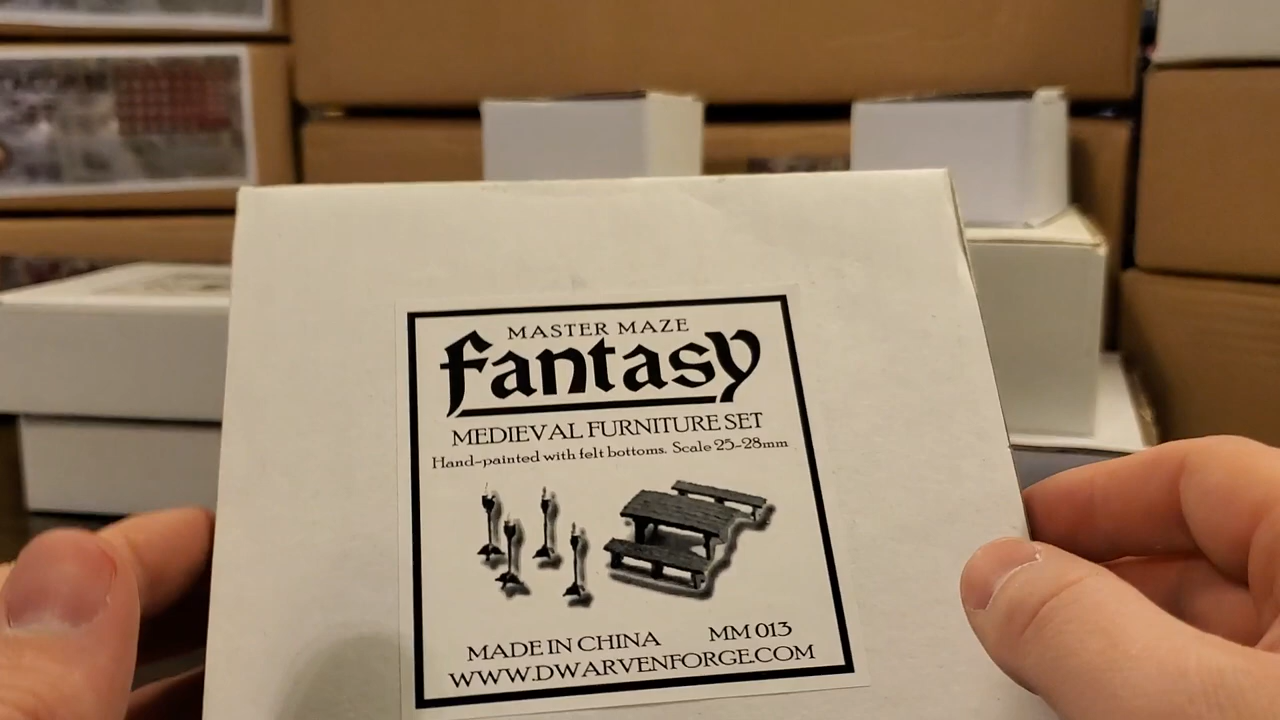 MASTER MAZE
fantasy
MEDIEVAL FURNITURE SET
Hand-painted with felt bottoms. Scale 25-28mm
MADE IN CHINA MM 013
WWW.DWARVENFORGE.COM